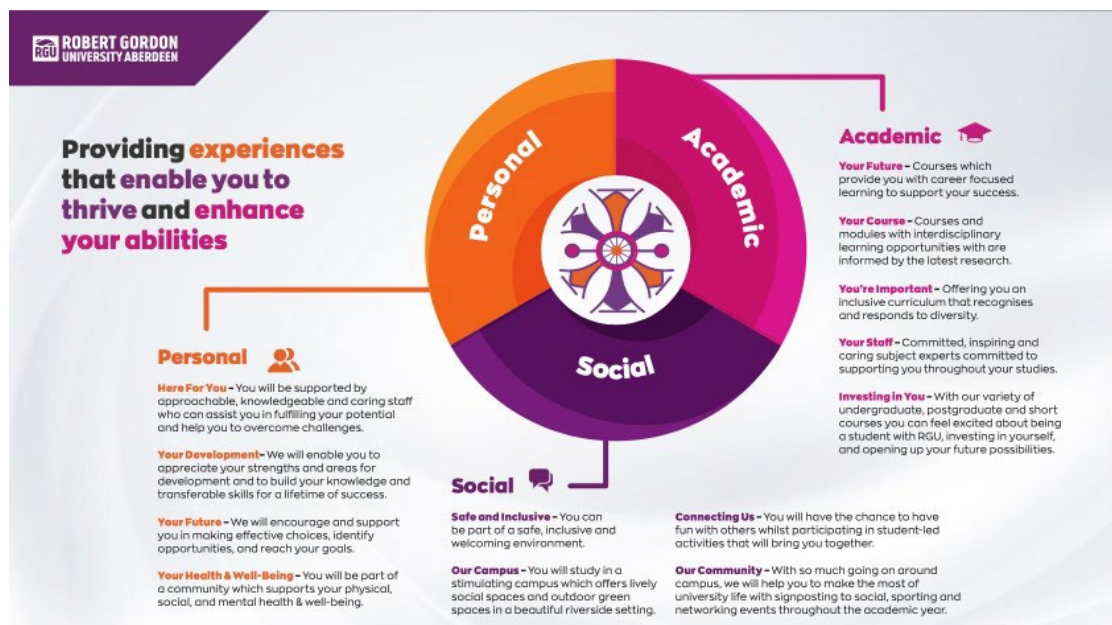 RGU
ROBERT GORDON
UNIVERSITY ABERDEEN
Providing experiences
that enable you to
thrive and enhance
your abilities
Personal
Academic
Social
Personal
Here For You – You will be supported by
approachable, knowledgeable and caring staff
who can assist you in fulfilling your potential
and help you to overcome challenges.
Your Development– We will enable you to
appreciate your strengths and areas for
development and to build your knowledge and
transferable skills for a lifetime of success.
Your Future – We will encourage and support
you in making effective choices, identify
opportunities, and reach your goals.
Your Health & Well-Being – You will be part of
a community which supports your physical,
social, and mental health & well-being.
Social
Safe and Inclusive – You can
be part of a safe, inclusive and
welcoming environment.
Our Campus – You will study in a
stimulating campus which offers lively
social spaces and outdoor green
spaces in a beautiful riverside setting.
Connecting Us – You will have the chance to have
fun with others whilst participating in student-led
activities that will bring you together.
Our Community – With so much going on around
campus, we will help you to make the most of
university life with signposting to social, sporting and
networking events throughout the academic year.
Academic
Your Future – Courses which
provide you with career focused
learning to support your success.
Your Course – Courses and
modules with interdisciplinary
learning opportunities with are
informed by the latest research.
You're Important – Offering you an
inclusive curriculum that recognises
and responds to diversity.
Your Staff – Committed, inspiring and
caring subject experts committed to
supporting you throughout your studies.
Investing in You – With our variety of
undergraduate, postgraduate and short
courses you can feel excited about being
a student with RGU, investing in yourself,
and opening up your future possibilities.